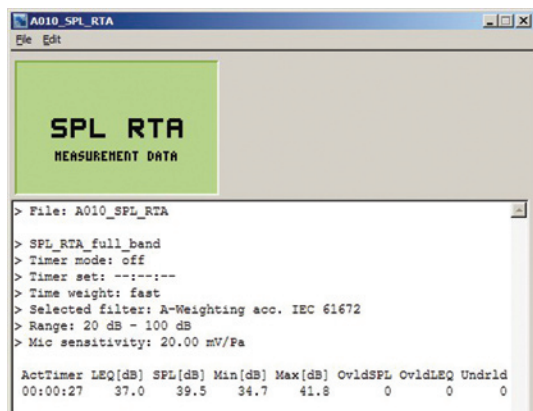 A010_SPL_RTA
File Edit
SPL RTA
MEASUREMENT DATA
> File: A010_SPL_RTA
> SPL_RTA_full_band
> Timer mode: off
> Timer set: --:--:--
> Time weight: fast
> Selected filter: A-Weighting acc. IEC 61672
> Range: 20 dB - 100 dB
> Mic sensitivity: 20.00 mV/Pa
ActTimer LEQ[dB] SPL[dB] Min[dB] Max[dB] OvldSPL OvldLEQ Undrld
00:00:27 37.0 39.5 34.7 41.8 0 0 0